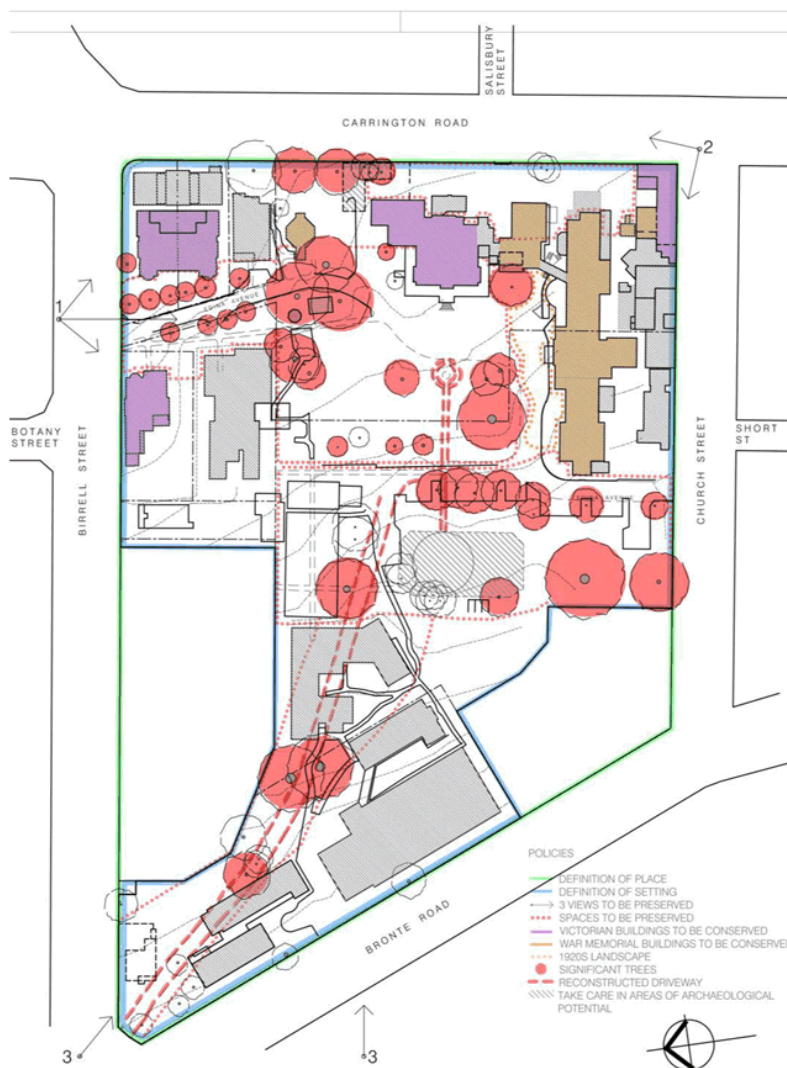 SALISBURY
STREET
CARRINGTON ROAD
2
1
EDINA AVENUE
BOTANY
STREET
BIRRELL STREET
SHORT
ST
CHURCH STREET
BRONTE ROAD
POLICIES
DEFINITION OF PLACE
DEFINITION OF SETTING
3 VIEWS TO BE PRESERVED
SPACES TO BE PRESERVED
VICTORIAN BUILDINGS TO BE CONSERVED
WAR MEMORIAL BUILDINGS TO BE CONSERVE
1920S LANDSCAPE
SIGNIFICANT TREES
RECONSTRUCTED DRIVEWAY
TAKE CARE IN AREAS OF ARCHAEOLOGICAL
POTENTIAL
3
3